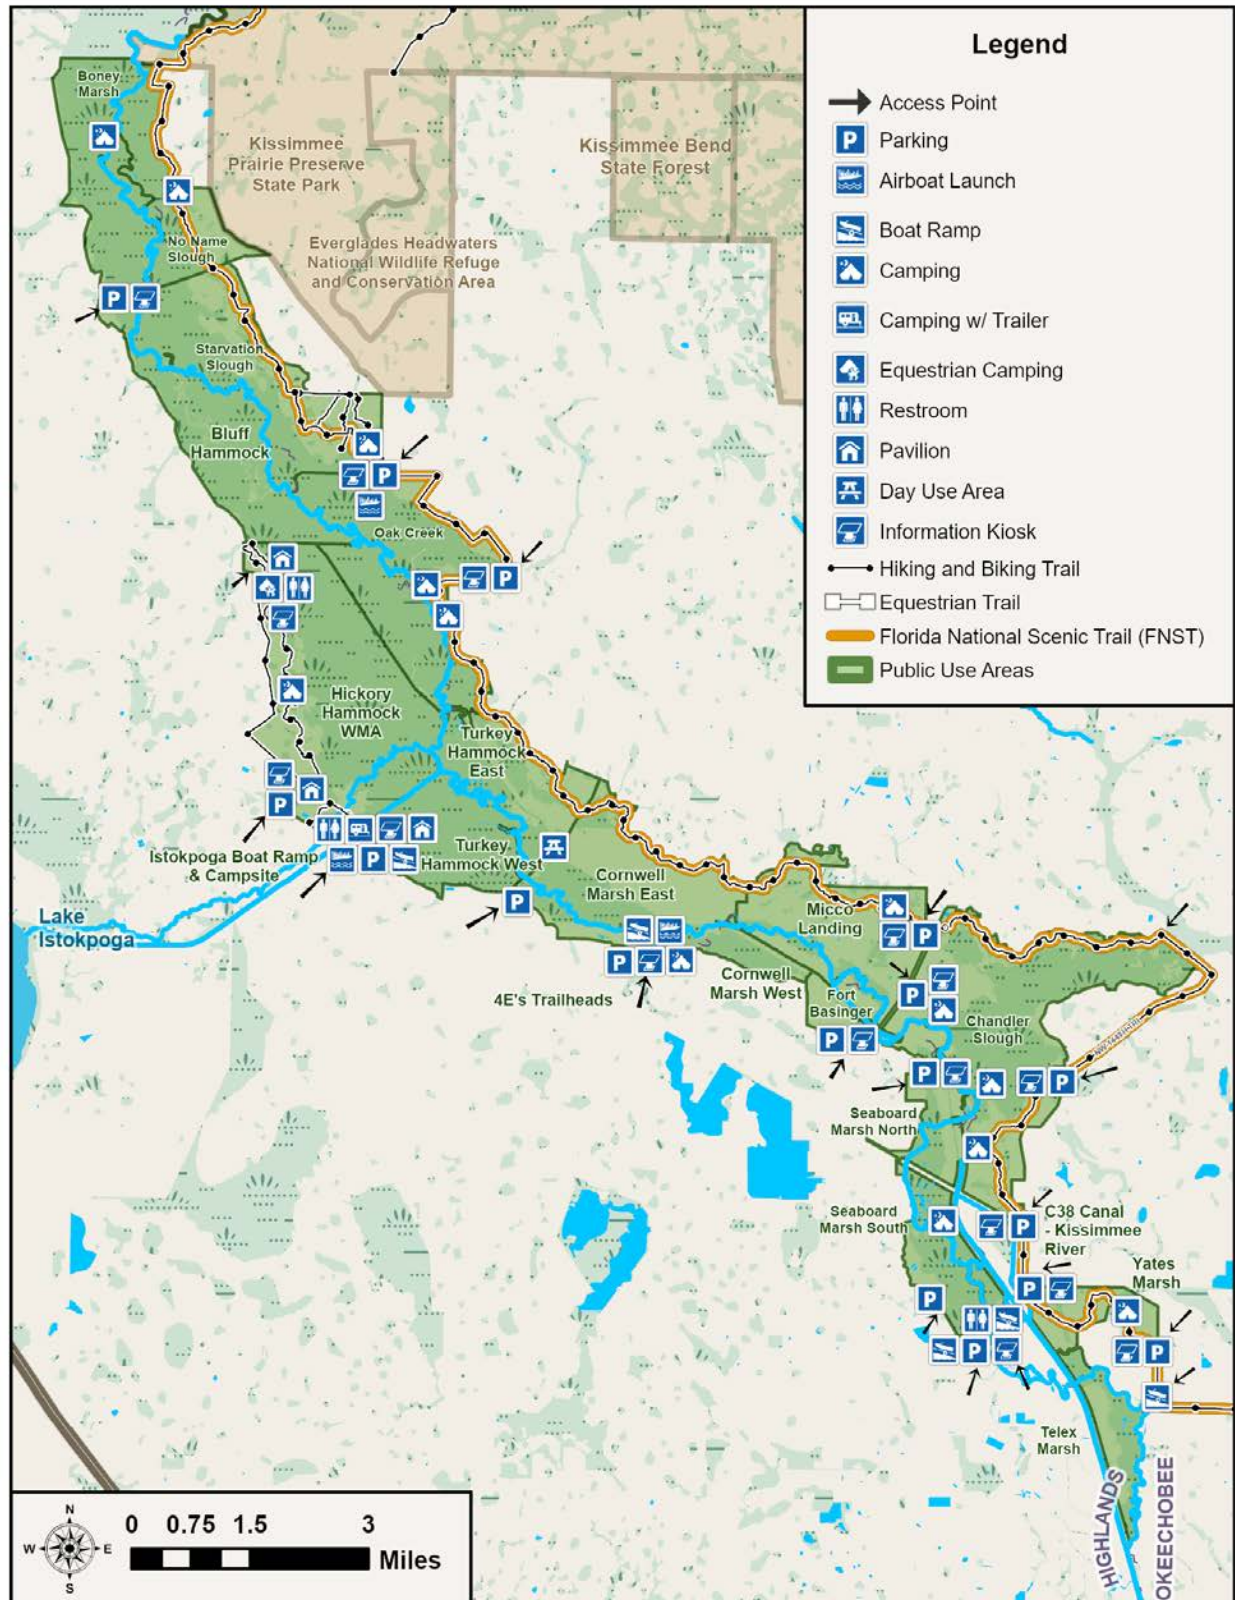 Legend
Access Point
P Parking
Airboat Launch
Boat Ramp
Camping
Camping w/ Trailer
Equestrian Camping
Restroom
Pavilion
Day Use Area
Information Kiosk
Hiking and Biking Trail
Equestrian Trail
Florida National Scenic Trail (FNST)
Public Use Areas
Boney
Marsh
Kissimmee
Prairie Preserve
State Park
Kissimmee Bend
State Forest
No Name
Slough
Everglades Headwaters
National Wildlife Refuge
and Conservation Area
P
Starvation
Slough
Bluff
Hammock
P
Oak Creek
P
Hickory
Hammock
WMA
Turkey
Hammock
East
P
Istokpoga Boat Ramp
& Campsite
P
Turkey
Hammock West
Cornwell
Marsh East
P
Lake
Istokpoga
Micco
Landing
P
P
4E's Trailheads
Cornwell
Marsh West
P
Fort
Basinger
Chandler
Slough
P
P
P
NW 144th Trl
Seaboard
Marsh North
Seaboard
Marsh South
P
C38 Canal
- Kissimmee
River
Yates
Marsh
P
P
P
P
Telex
Marsh
HIGHLANDS
OKEECHOBEE
N
W E
S
0 0.75 1.5 3
Miles